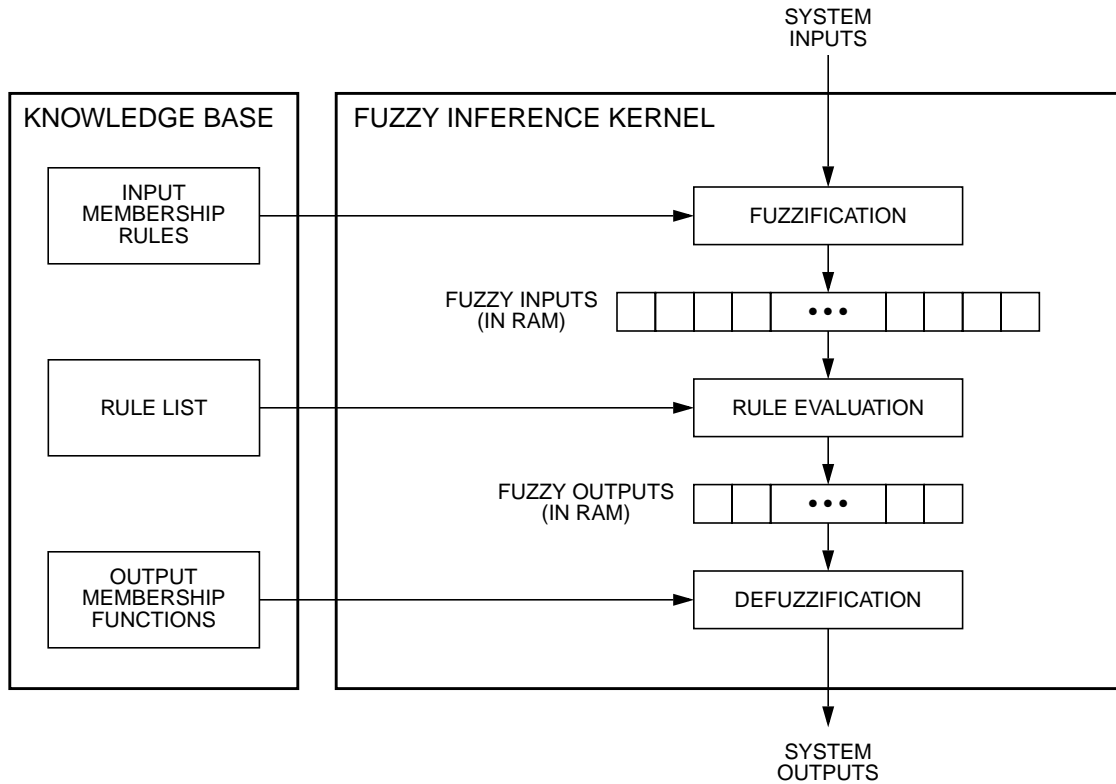 SYSTEM
INPUTS
KNOWLEDGE BASE
FUZZY INFERENCE KERNEL
INPUT
MEMBERSHIP
RULES
FUZZIFICATION
FUZZY INPUTS
(IN RAM)
•••
RULE LIST
RULE EVALUATION
FUZZY OUTPUTS
(IN RAM)
•••
OUTPUT
MEMBERSHIP
FUNCTIONS
DEFUZZIFICATION
SYSTEM
OUTPUTS